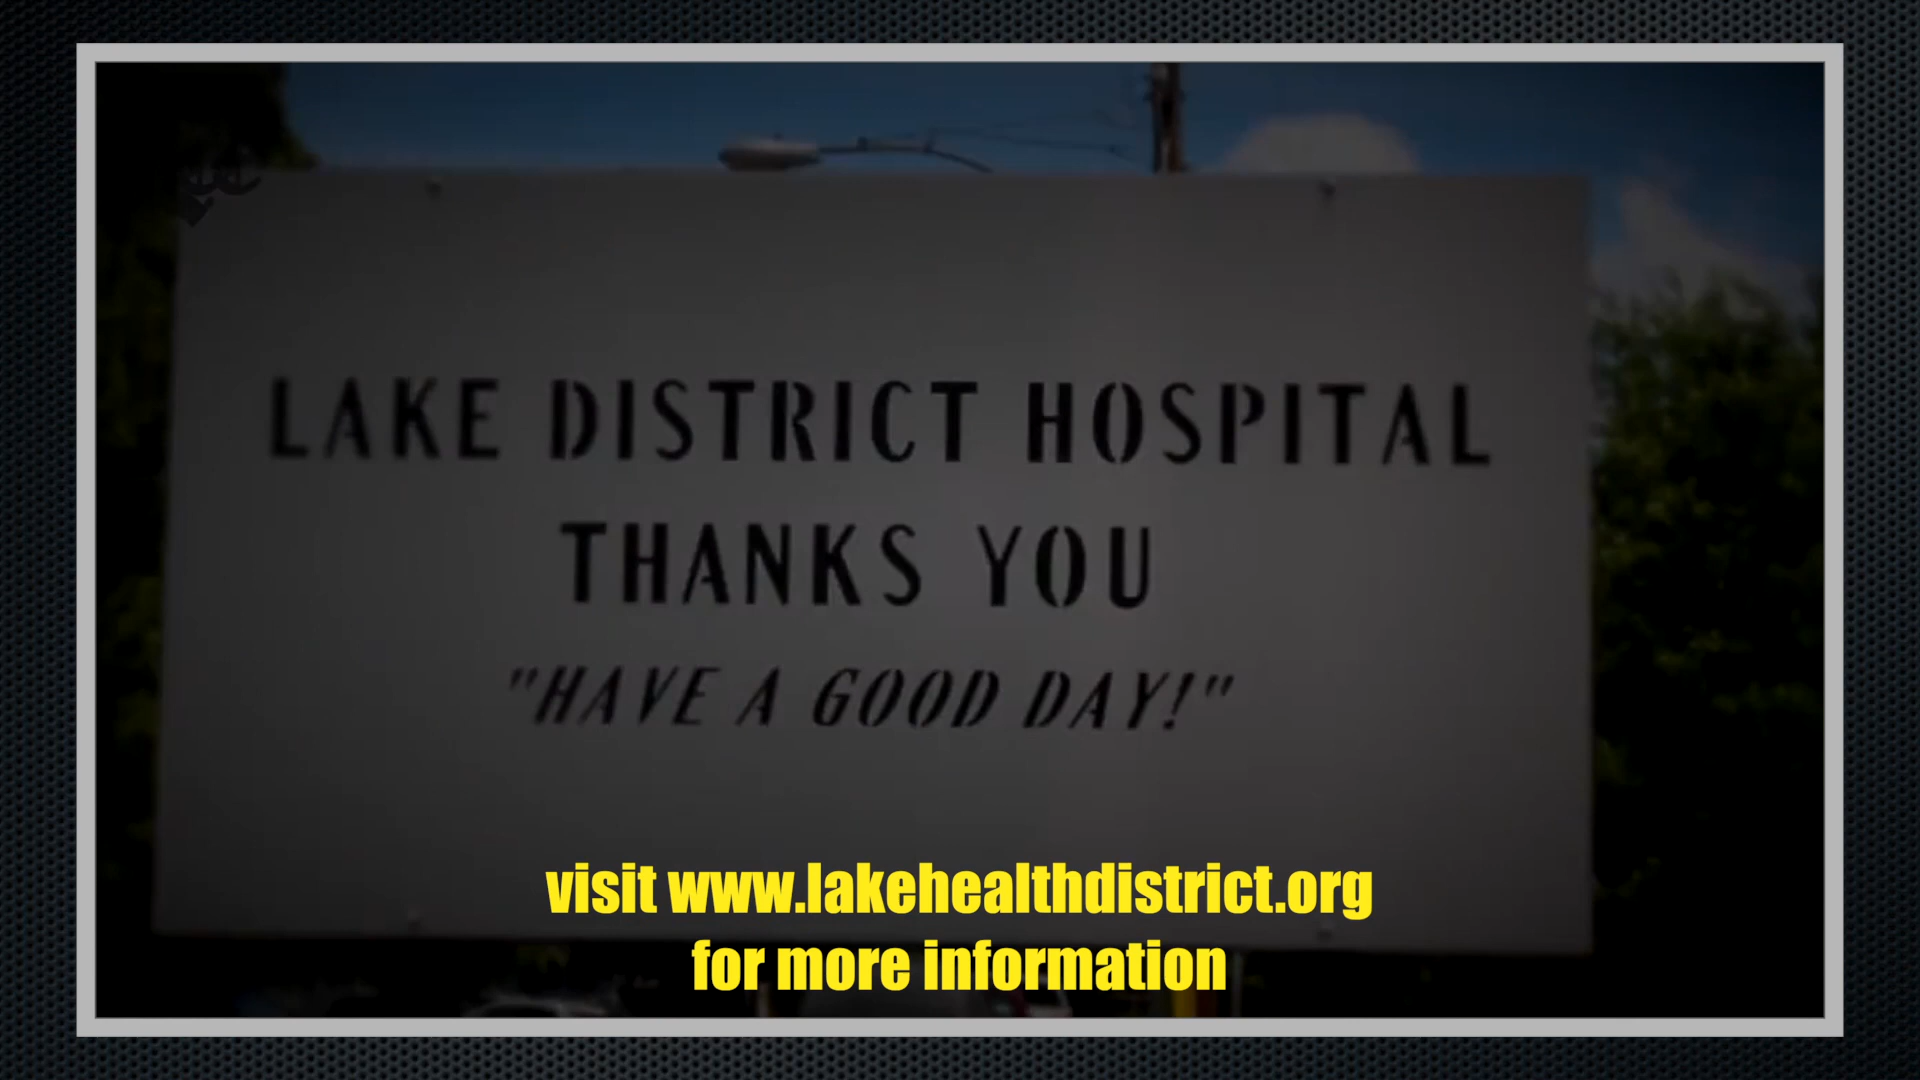 LAKE DISTRICT HOSPITAL
THANKS YOU
"HAVE A GOOD DAY!"
visit www.lakehealthdistrict.org
for more information